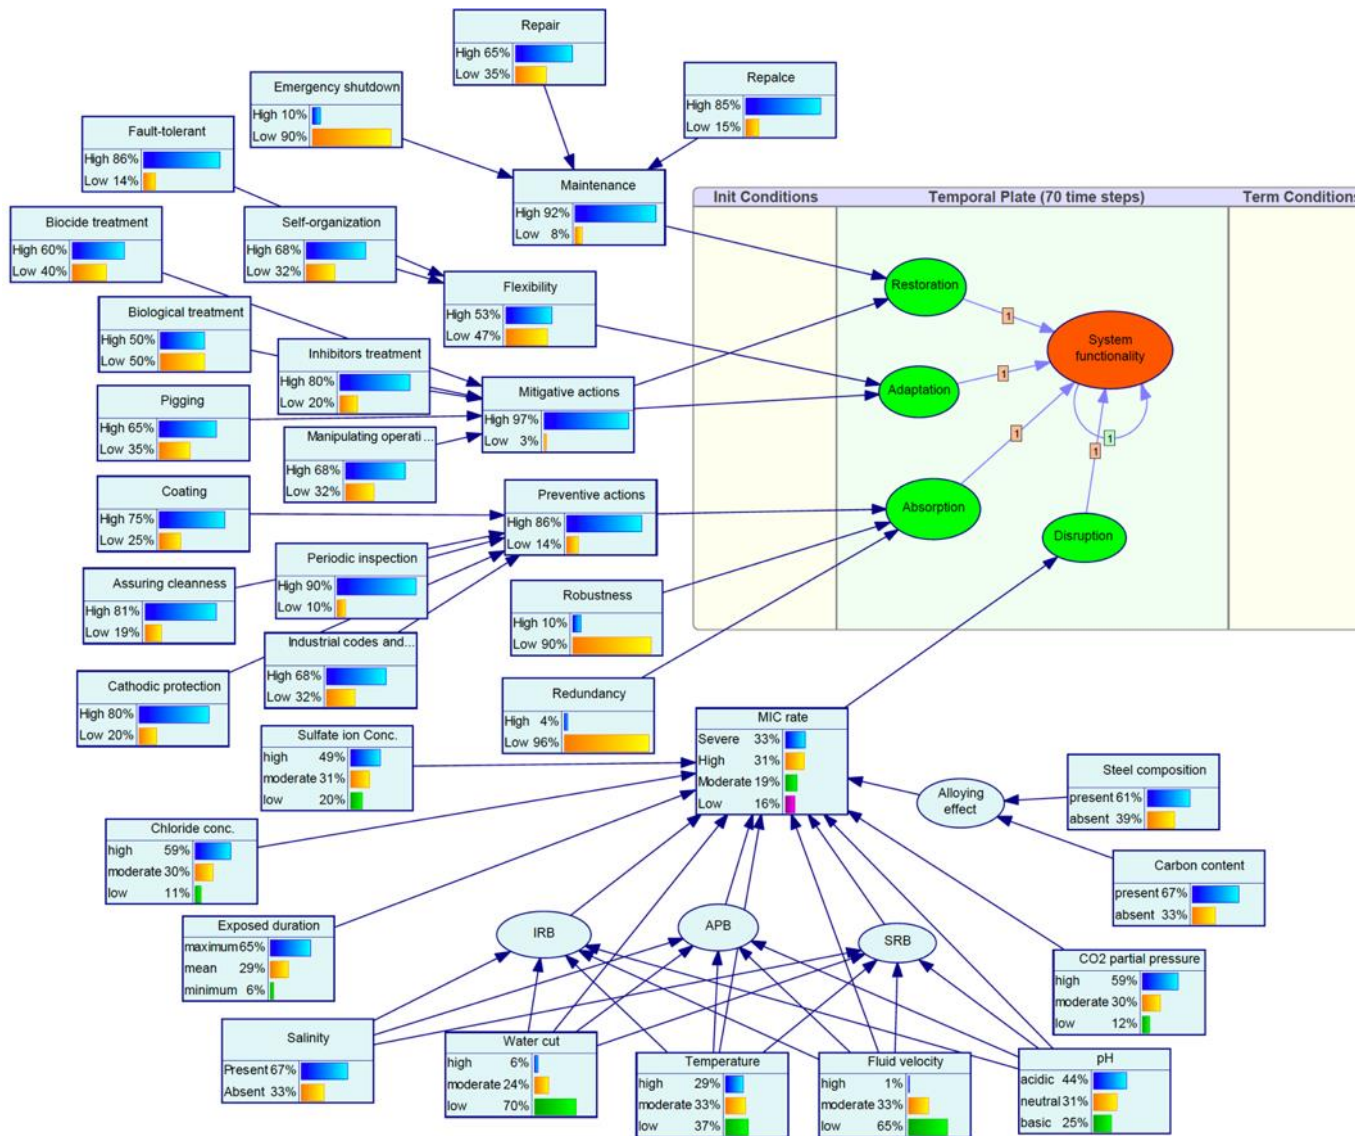 Repair
High 65%
Low 35%
Repalce
High 85%
Low 15%
Emergency shutdown
High 10%
Low 90%
Fault-tolerant
High 86%
Low 14%
Maintenance
High 92%
Low 8%
Init Conditions
Temporal Plate (70 time steps)
Term Conditions
Biocide treatment
High 60%
Low 40%
Self-organization
High 68%
Low 32%
Flexibility
High 53%
Low 47%
Restoration
1
System
functionality
Adaptation
1
Absorption
1
1
1
Disruption
Biological treatment
High 50%
Low 50%
Inhibitors treatment
High 80%
Low 20%
Mitigative actions
High 97%
Low 3%
Pigging
High 65%
Low 35%
Manipulating operati ...
High 68%
Low 32%
Coating
High 75%
Low 25%
Preventive actions
High 86%
Low 14%
Periodic inspection
High 90%
Low 10%
Assuring cleanness
High 81%
Low 19%
Robustness
High 10%
Low 90%
Industrial codes and...
High 68%
Low 32%
Cathodic protection
High 80%
Low 20%
Redundancy
High 4%
Low 96%
MIC rate
Severe 33%
High 31%
Moderate 19%
Low 16%
Sulfate ion Conc.
high 49%
moderate 31%
low 20%
Steel composition
present 61%
absent 39%
Alloying
effect
Chloride conc.
high 59%
moderate 30%
low 11%
Carbon content
present 67%
absent 33%
Exposed duration
maximum 65%
mean 29%
minimum 6%
IRB
APB
SRB
CO2 partial pressure
high 59%
moderate 30%
low 12%
Salinity
Present 67%
Absent 33%
Water cut
high 6%
moderate 24%
low 70%
Temperature
high 29%
moderate 33%
low 37%
Fluid velocity
high 1%
moderate 33%
low 65%
pH
acidic 44%
neutral 31%
basic 25%